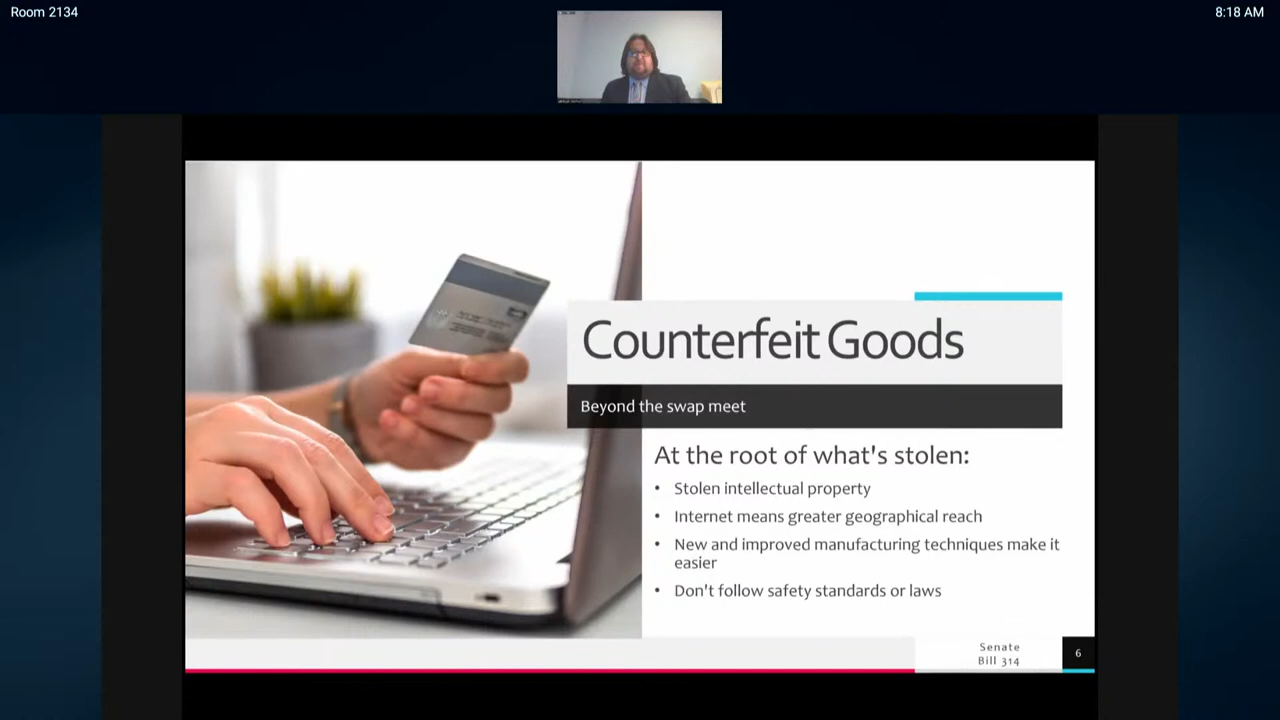 Room 2134
8:18 AM
Counterfeit Goods
Beyond the swap meet
At the root of what's stolen:
• Stolen intellectual property
• Internet means greater geographical reach
• New and improved manufacturing techniques make it
easier
• Don't follow safety standards or laws
Senate
Bill 314
6